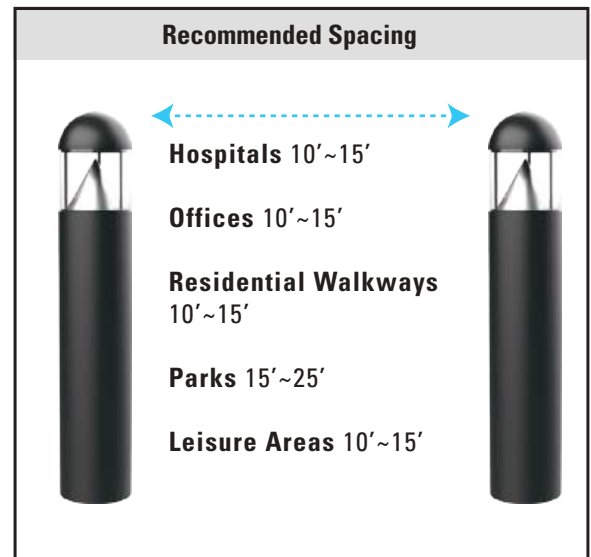 Recommended Spacing
Hospitals 10′~15′
Offices 10′~15′
Residential Walkways
10′~15′
Parks 15′~25′
Leisure Areas 10′~15′